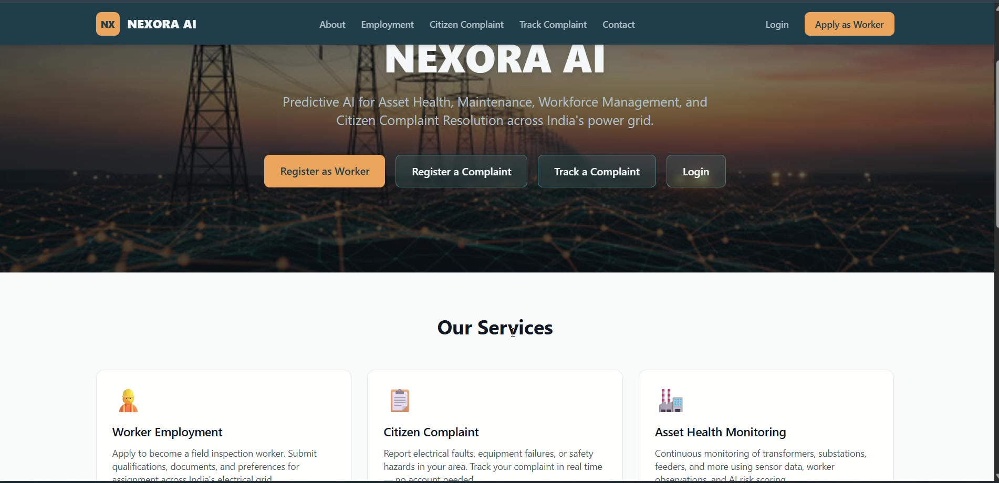 NX NEXORA AI About Employment Citizen Complaint Track Complaint Contact Login Apply as Worker
NEXORA AI
Predictive AI for Asset Health, Maintenance, Workforce Management, and
Citizen Complaint Resolution across India's power grid.
Register as Worker Register a Complaint Track a Complaint Login
Our Services
Worker Employment
Apply to become a field inspection worker. Submit
qualifications, documents, and preferences for
assignment across India's electrical grid.
Citizen Complaint
Report electrical faults, equipment failures, or safety
hazards in your area. Track your complaint in real time
— no account needed.
Asset Health Monitoring
Continuous monitoring of transformers, substations,
feeders, and more using sensor data, worker
observations, and AI risk scoring.